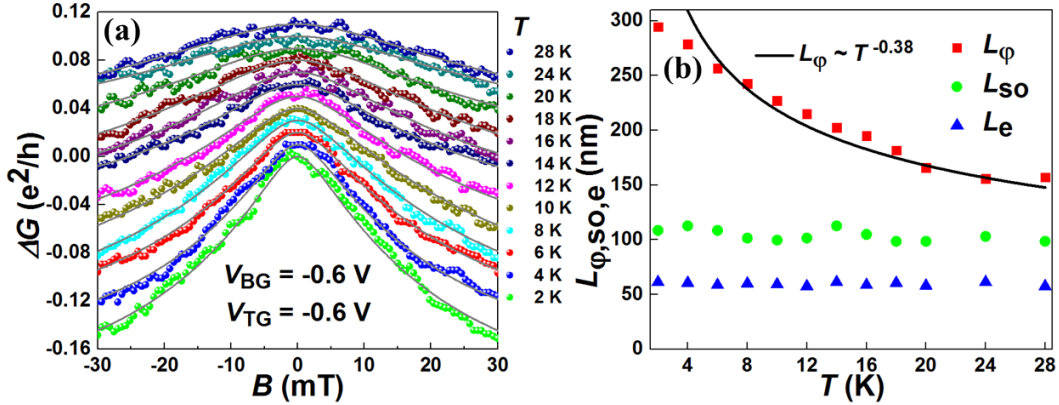 (a)
ΔG (e²/h)
0.12
0.08
0.04
0.00
-0.04
-0.08
-0.12
-0.16
-30 -20 -10 0 10 20 30
B (mT)
V_BG = -0.6 V
V_TG = -0.6 V
T
28 K
24 K
20 K
18 K
16 K
14 K
12 K
10 K
8 K
6 K
4 K
2 K
(b)
L_φ,so,e (nm)
300
250
200
150
100
50
0
4 8 12 16 20 24 28
T (K)
L_φ ~ T^-0.38
L_φ
L_so
L_e